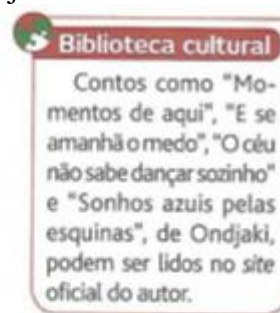 Biblioteca cultural
Contos como "Mo-
mentos de aqui", "E se
amanhã o medo", "O céu
não sabe dançar sozinho"
e "Sonhos azuis pelas
esquinas", de Ondjaki,
podem ser lidos no site
oficial do autor.